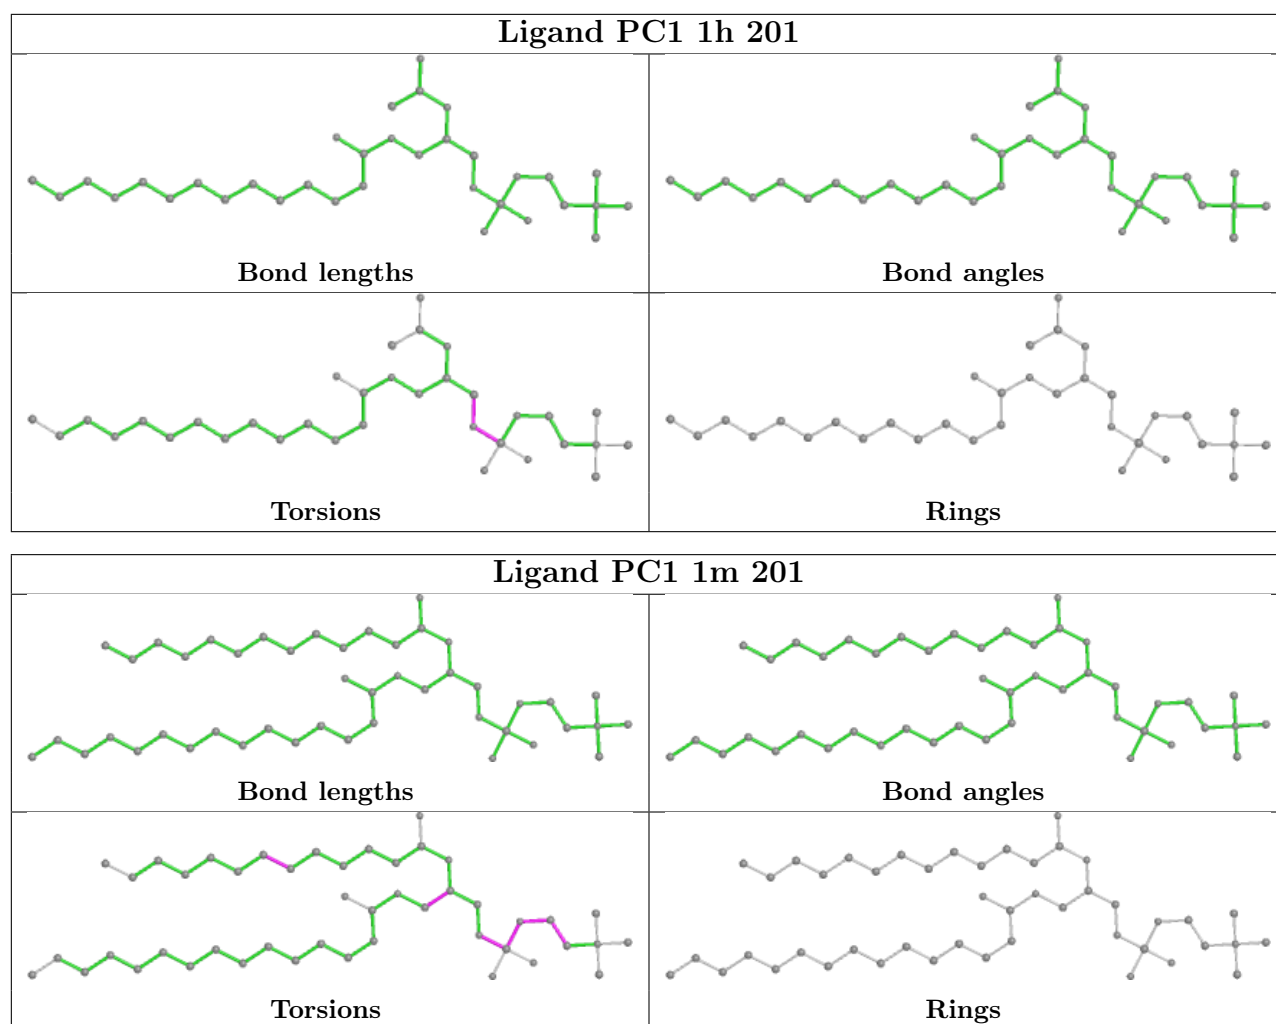 Ligand PC1 1h 201
Bond lengths
Bond angles
Torsions
Rings
Ligand PC1 1m 201
Bond lengths
Bond angles
Torsions
Rings